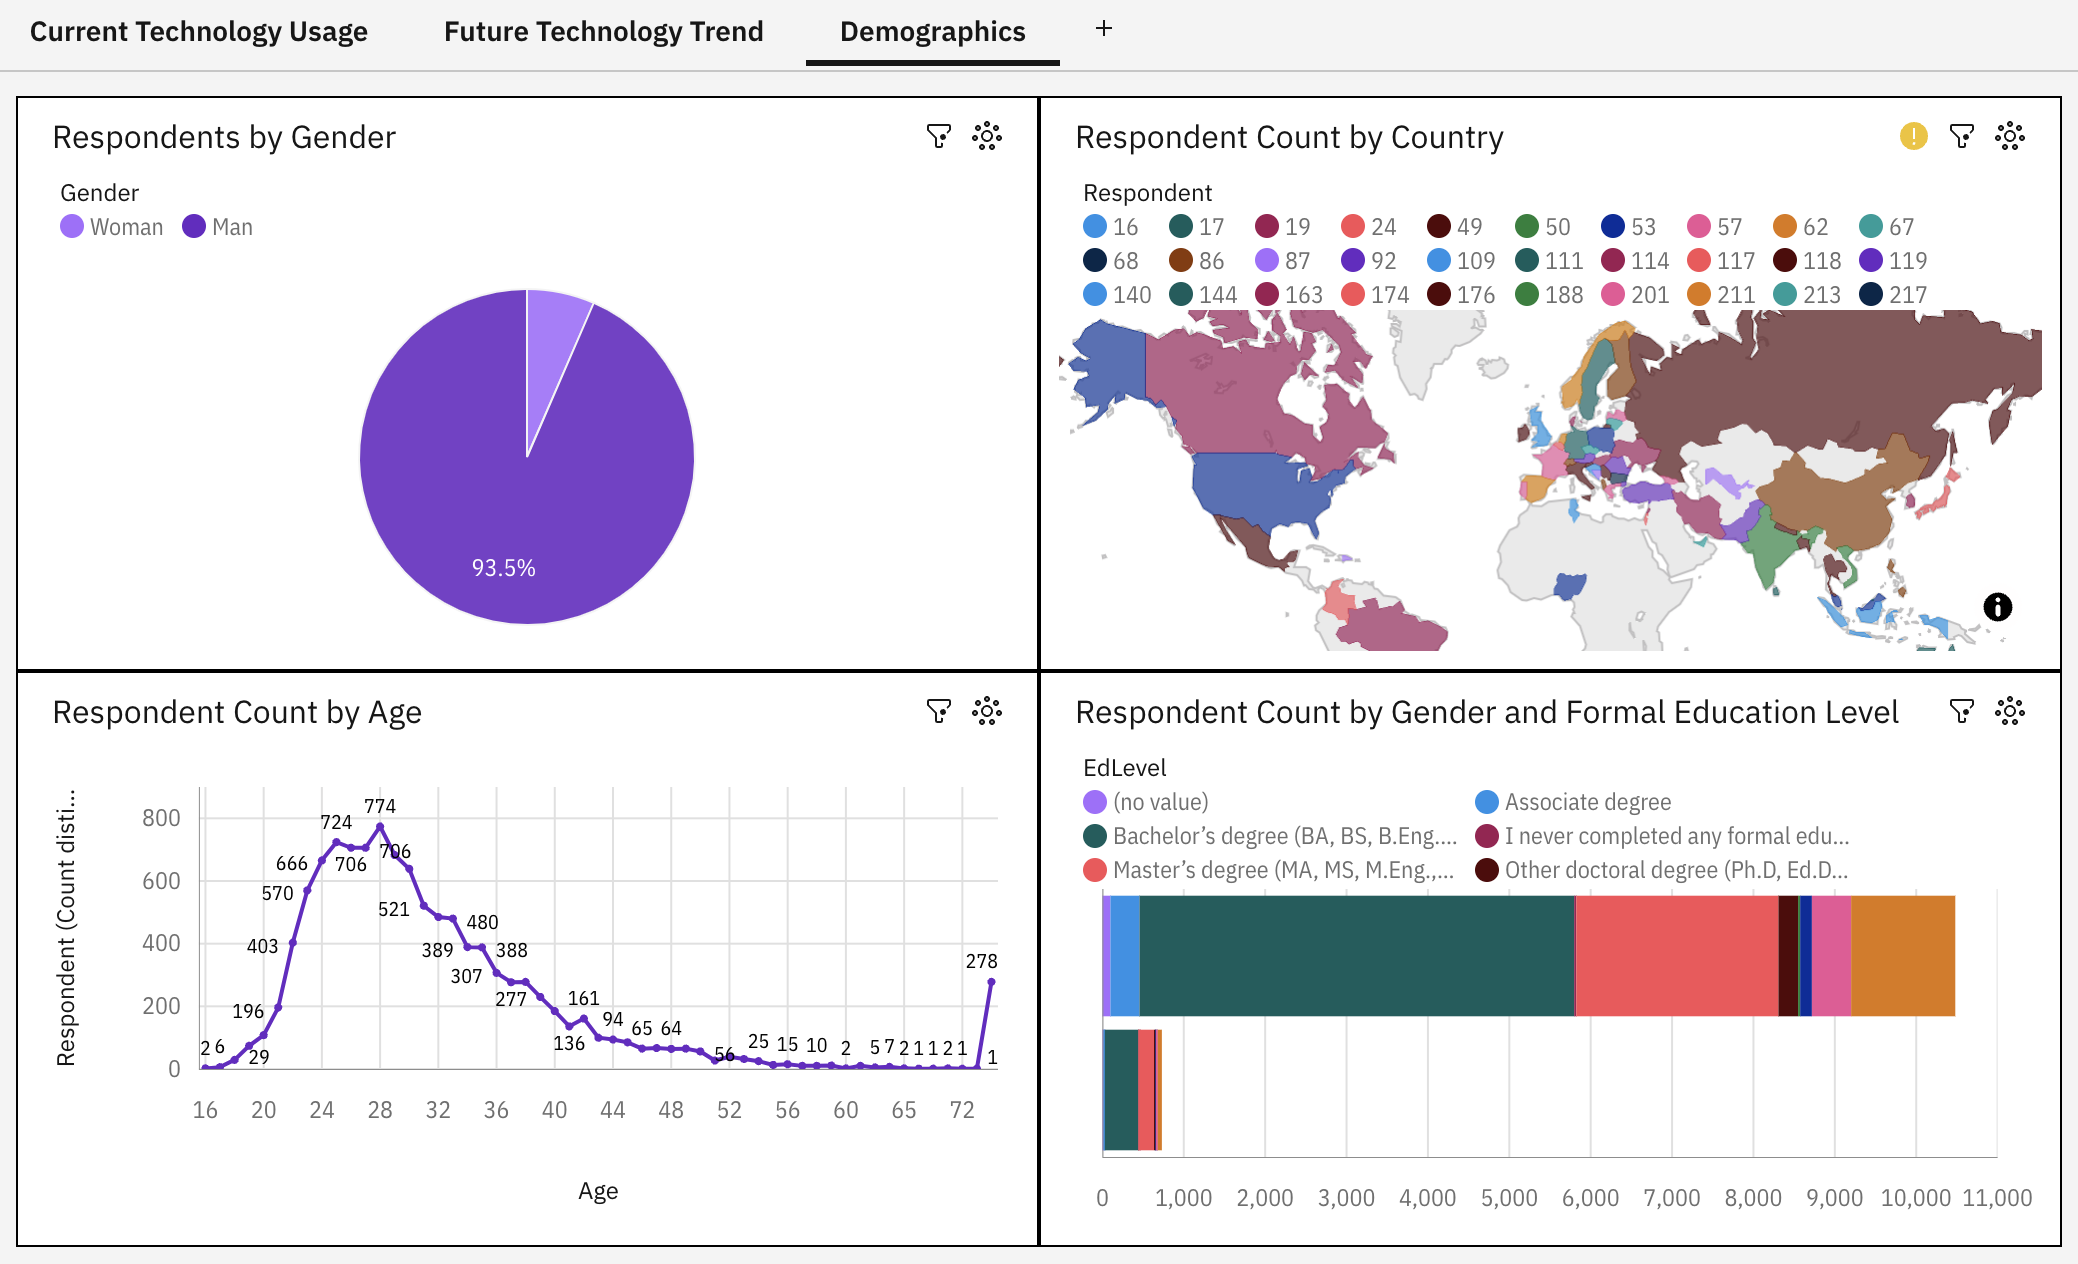 Current Technology Usage Future Technology Trend Demographics +
Respondents by Gender
Gender
Woman Man
93.5%
Respondent Count by Country
!
Respondent
16 17 19 24 49 50 53 57 62 67
68 86 87 92 109 111 114 117 118 119
140 144 163 174 176 188 201 211 213 217
i
Respondent Count by Age
Respondent (Count disti...
800
600
400
200
0
2 6 29 196 403 570 666 724 706 774 706 521 389 480 307 388 277 136 161 94 65 64 56 25 15 10 2 5 7 2 1 1 2 1 1 278
16 20 24 28 32 36 40 44 48 52 56 60 65 72
Age
Respondent Count by Gender and Formal Education Level
EdLevel
(no value) Associate degree
Bachelor’s degree (BA, BS, B.Eng.... I never completed any formal edu...
Master’s degree (MA, MS, M.Eng.,... Other doctoral degree (Ph.D, Ed.D...
0 1,000 2,000 3,000 4,000 5,000 6,000 7,000 8,000 9,000 10,000 11,000